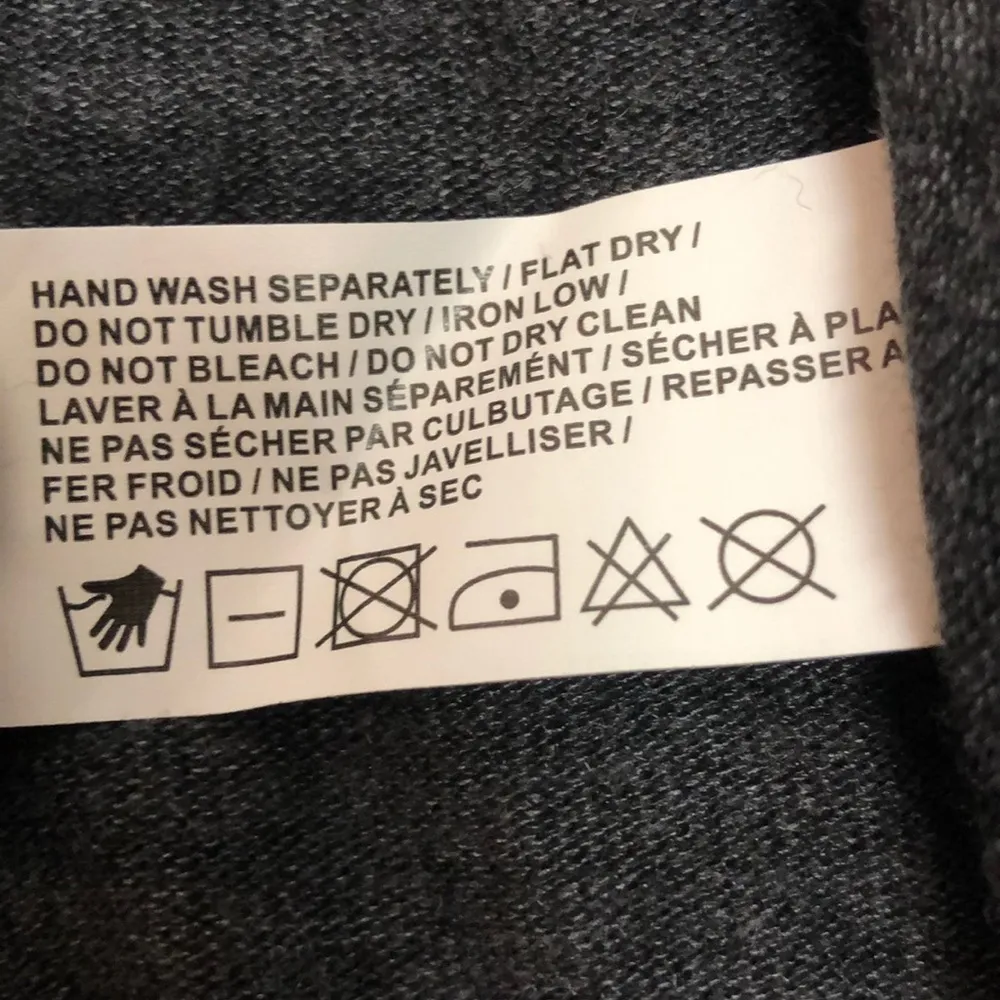 HAND WASH SEPARATELY / FLAT DRY /
DO NOT TUMBLE DRY / IRON LOW /
DO NOT BLEACH / DO NOT DRY CLEAN
LAVER À LA MAIN SÉPAREMÉNT / SÉCHER À PLA
NE PAS SÉCHER PAR CULBUTAGE / REPASSER A
FER FROID / NE PAS JAVELLISER /
NE PAS NETTOYER À SEC